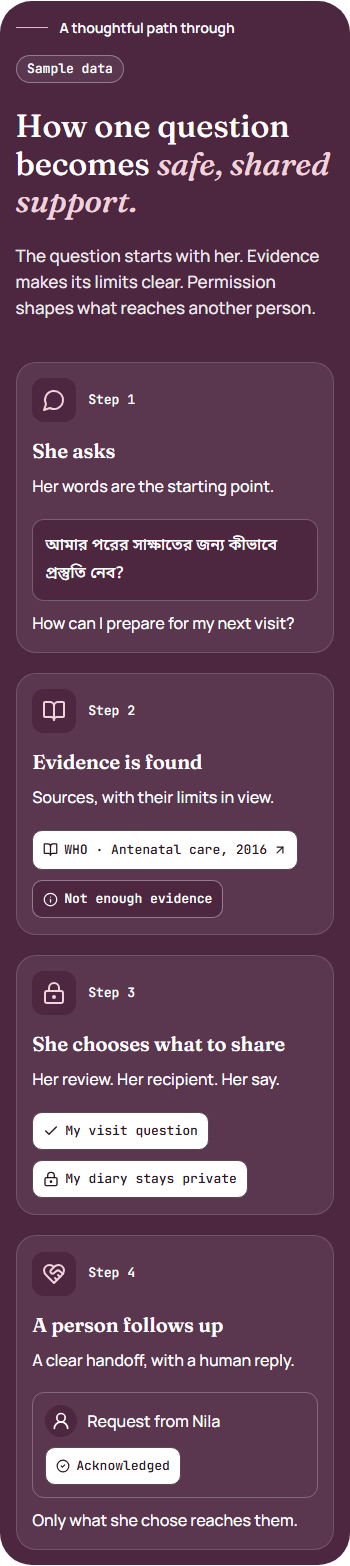 A thoughtful path through
Sample data
How one question
becomes safe, shared
support.
The question starts with her. Evidence
makes its limits clear. Permission
shapes what reaches another person.
Step 1
She asks
Her words are the starting point.
আমার পরের সাক্ষাতের জন্য কীভাবে
প্রস্তুতি নেব?
How can I prepare for my next visit?
Step 2
Evidence is found
Sources, with their limits in view.
WHO · Antenatal care, 2016
Not enough evidence
Step 3
She chooses what to share
Her review. Her recipient. Her say.
My visit question
My diary stays private
Step 4
A person follows up
A clear handoff, with a human reply.
Request from Nila
Acknowledged
Only what she chose reaches them.